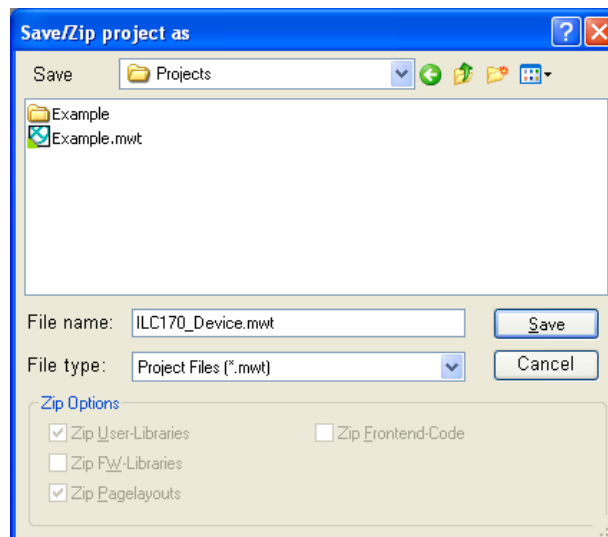 Save/Zip project as
Save Projects
Example
Example.mwt
File name: ILC170_Device.mwt Save
File type: Project Files (*.mwt) Cancel
Zip Options
Zip User-Libraries Zip Frontend-Code
Zip FW-Libraries
Zip Pagelayouts